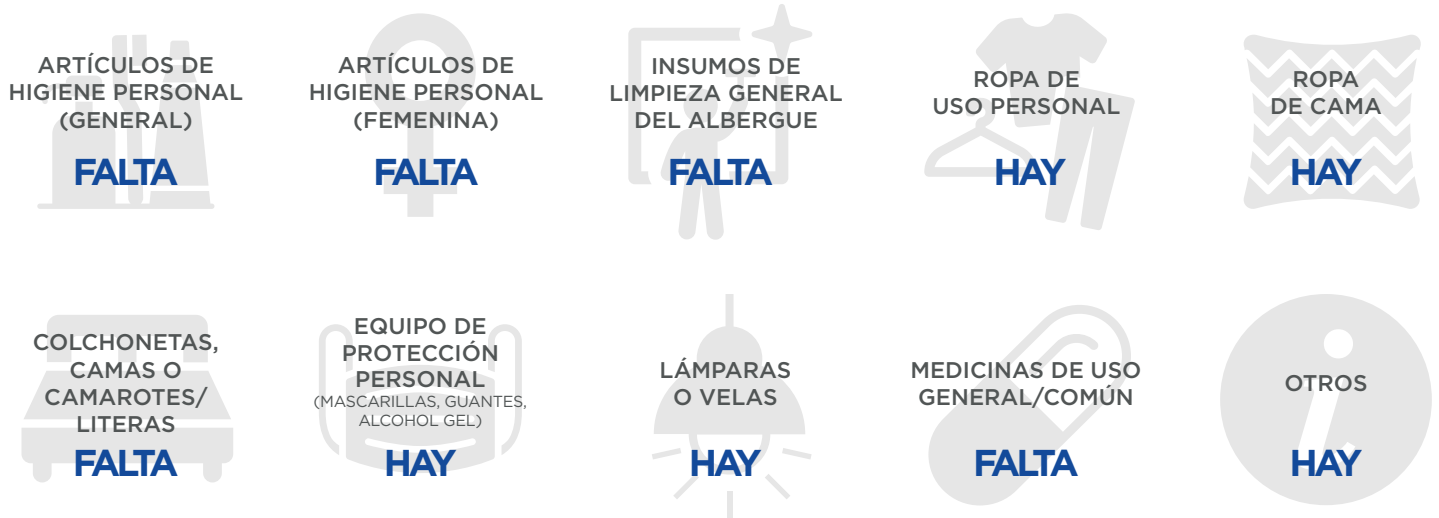 ARTÍCULOS DE
HIGIENE PERSONAL
(GENERAL)
FALTA
ARTÍCULOS DE
HIGIENE PERSONAL
(FEMENINA)
FALTA
INSUMOS DE
LIMPIEZA GENERAL
DEL ALBERGUE
FALTA
ROPA DE
USO PERSONAL
HAY
ROPA
DE CAMA
HAY
COLCHONETAS,
CAMAS O
CAMAROTES/
LITERAS
FALTA
EQUIPO DE
PROTECCIÓN
PERSONAL
(MASCARILLAS, GUANTES,
ALCOHOL GEL)
HAY
LÁMPARAS
O VELAS
HAY
MEDICINAS DE USO
GENERAL/COMÚN
FALTA
OTROS
HAY